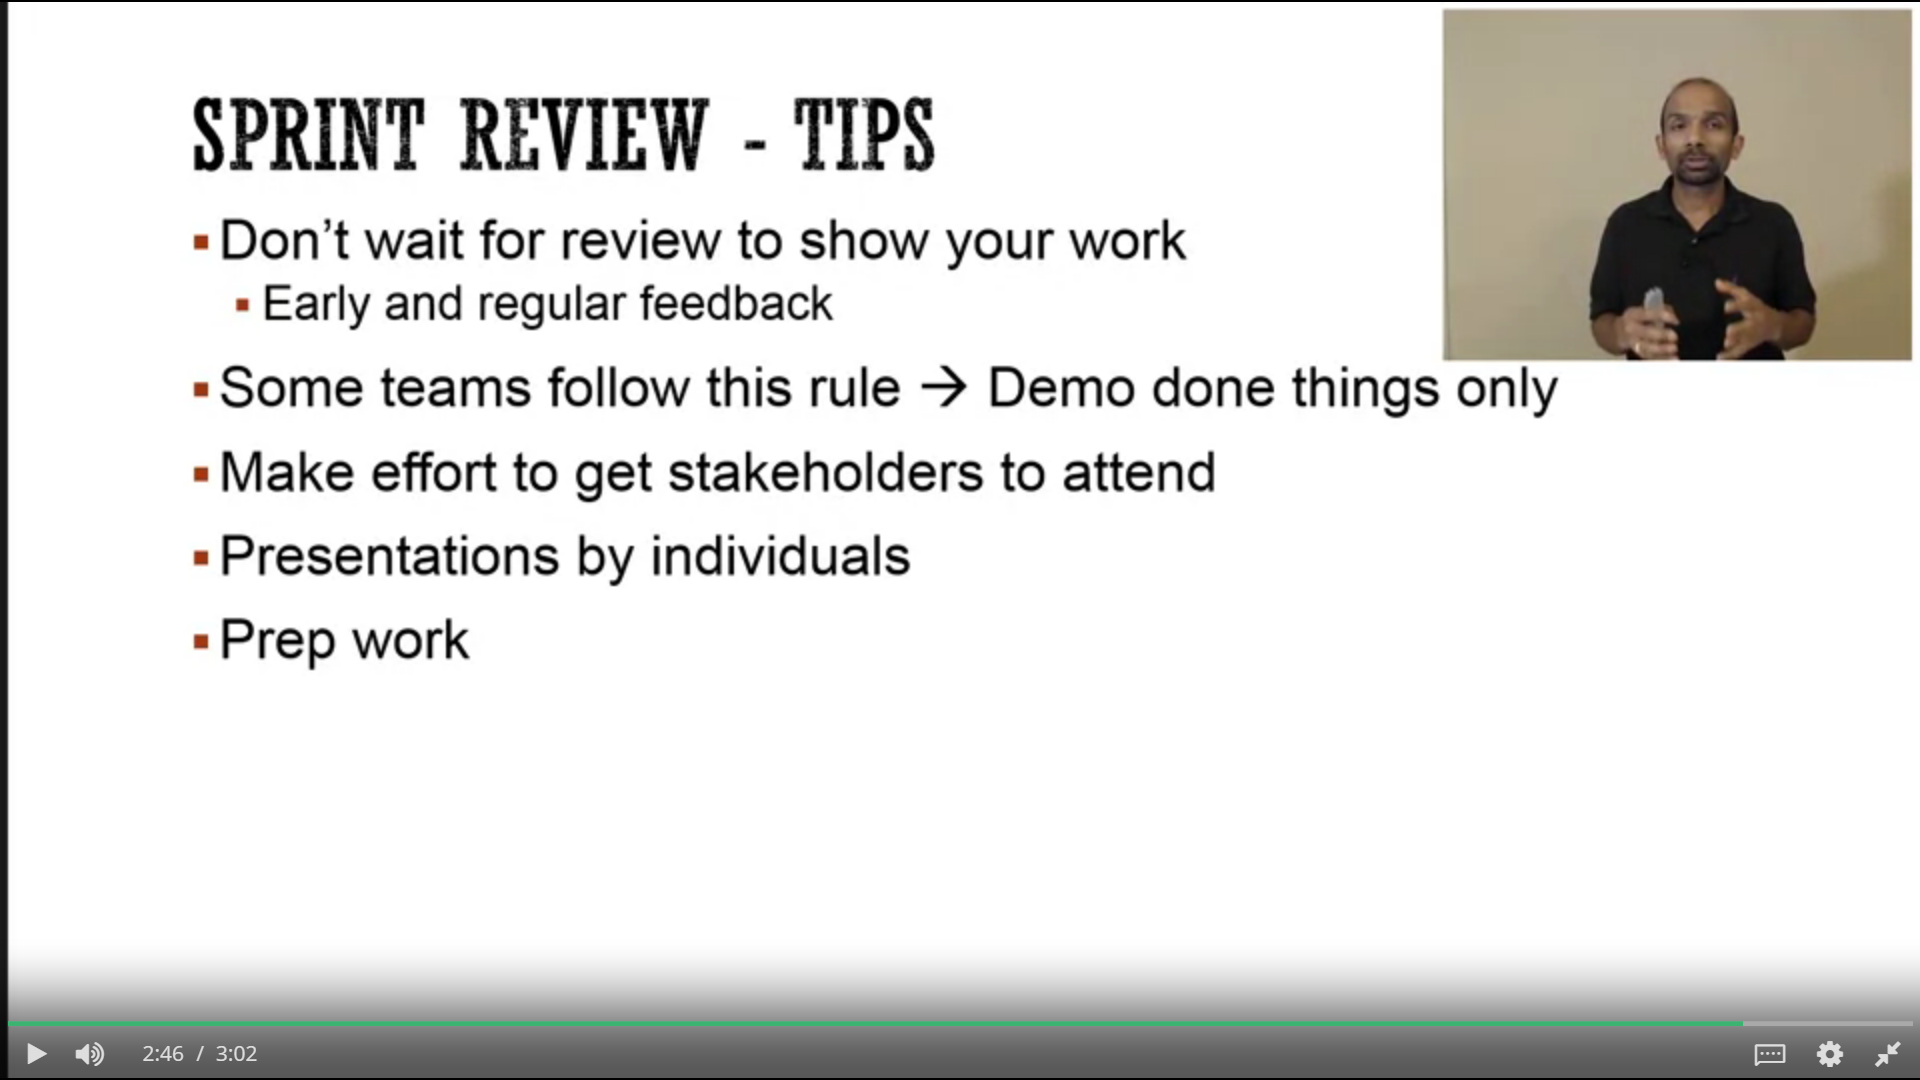 SPRINT REVIEW - TIPS
Don’t wait for review to show your work
Early and regular feedback
Some teams follow this rule → Demo done things only
Make effort to get stakeholders to attend
Presentations by individuals
Prep work
2:46 / 3:02